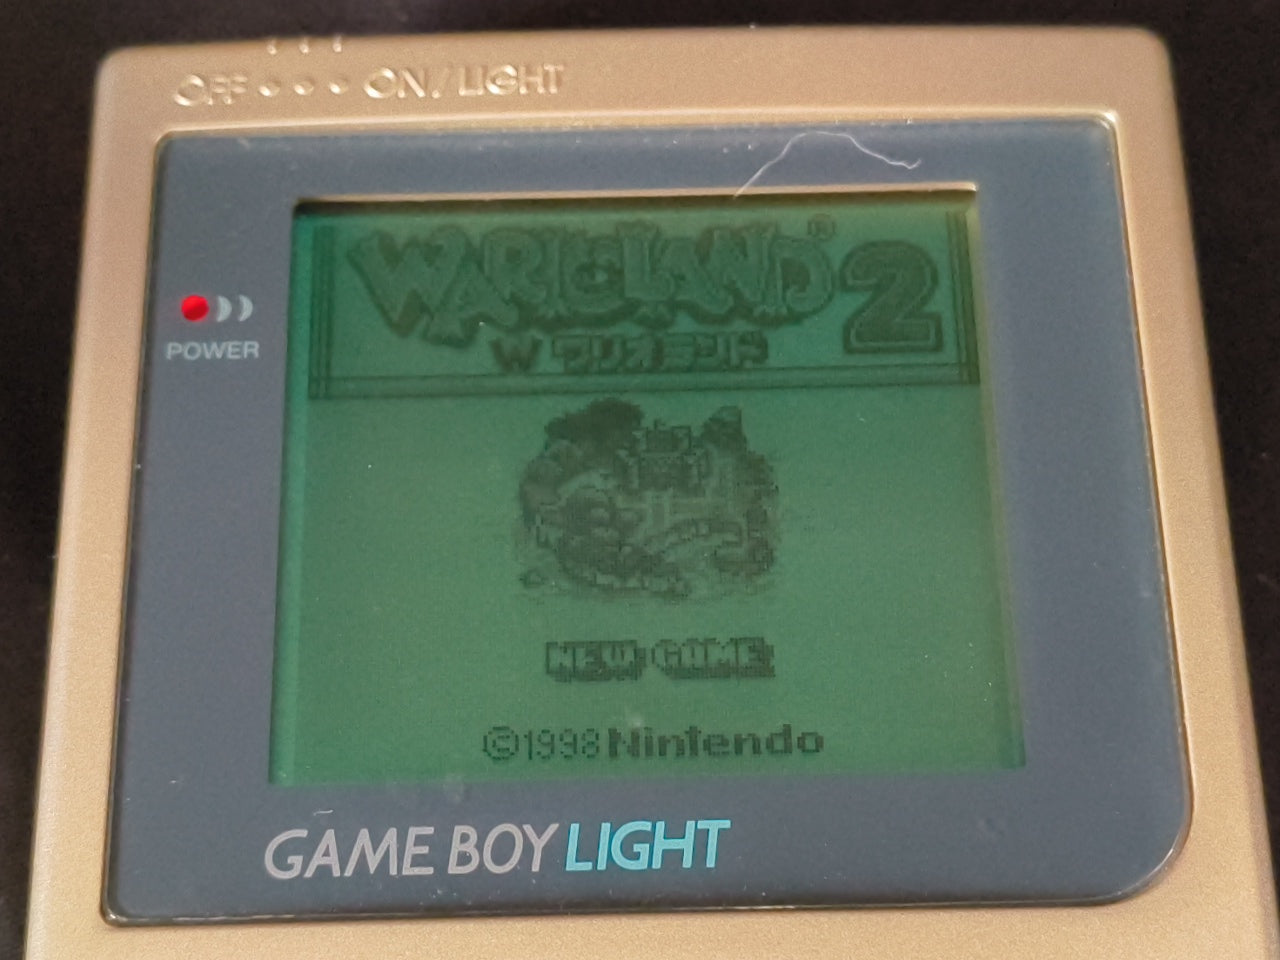 OFF ON/LIGHT
WARIOLAND® 2
W ワリオランド
POWER
NEW GAME
©1998 Nintendo
GAME BOY LIGHT